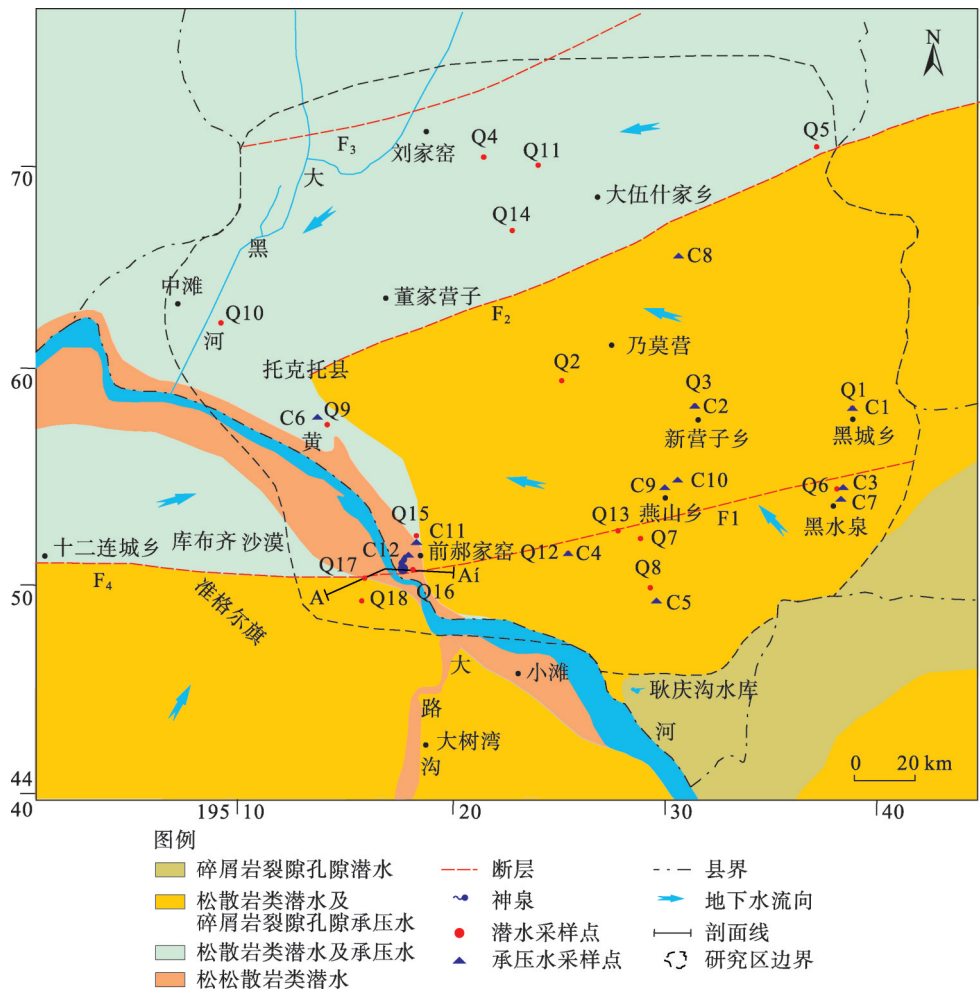 N
Q5
Q4
Q11
F3
刘家窑
70
大
大伍什家乡
Q14
黑
C8
中滩
董家营子
Q10
F2
河
乃莫营
托克托县
60
Q2
Q3
Q1
C6
Q9
C2
C1
黄
新营子乡
黑城乡
C9
C10
Q6
C3
燕山乡
F1
C7
Q15
Q13
黑水泉
C11
十二连城乡
库布齐沙漠
C12
前郝家窑
Q12
C4
Q7
Q17
Aí
F4
50
A
Q16
Q8
Q18
C5
准格尔旗
大
小滩
耿庆沟水库
路
河
大树湾
沟
0 20 km
44
40
195 10
20
30
40
图例
碎屑岩裂隙孔隙潜水
断层
县界
松散岩类潜水及
碎屑岩裂隙孔隙承压水
神泉
地下水流向
潜水采样点
剖面线
松散岩类潜水及承压水
承压水采样点
研究区边界
松松散岩类潜水